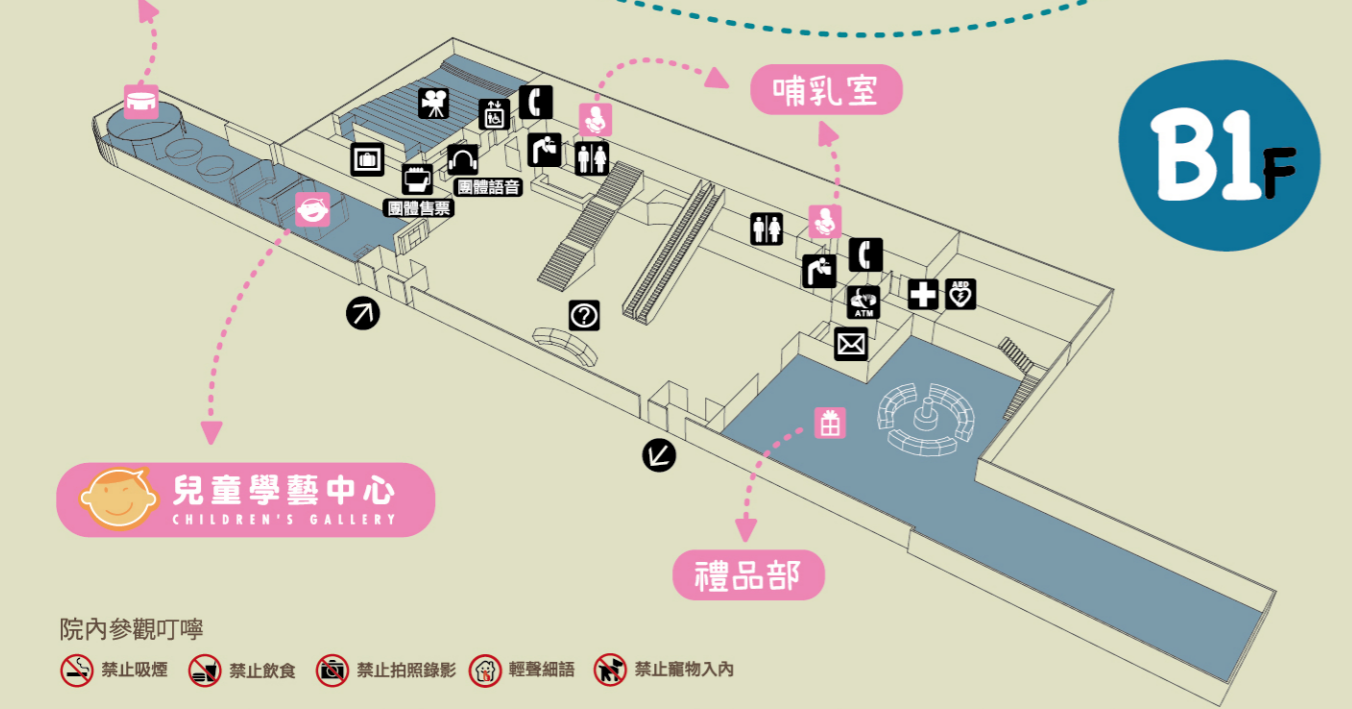 哺乳室
B1F
團體語音
團體售票
?
AED
ATM
兒童學藝中心
CHILDREN'S GALLERY
禮品部
院內參觀叮嚀
禁止吸煙 禁止飲食 禁止拍照錄影 輕聲細語 禁止寵物入內